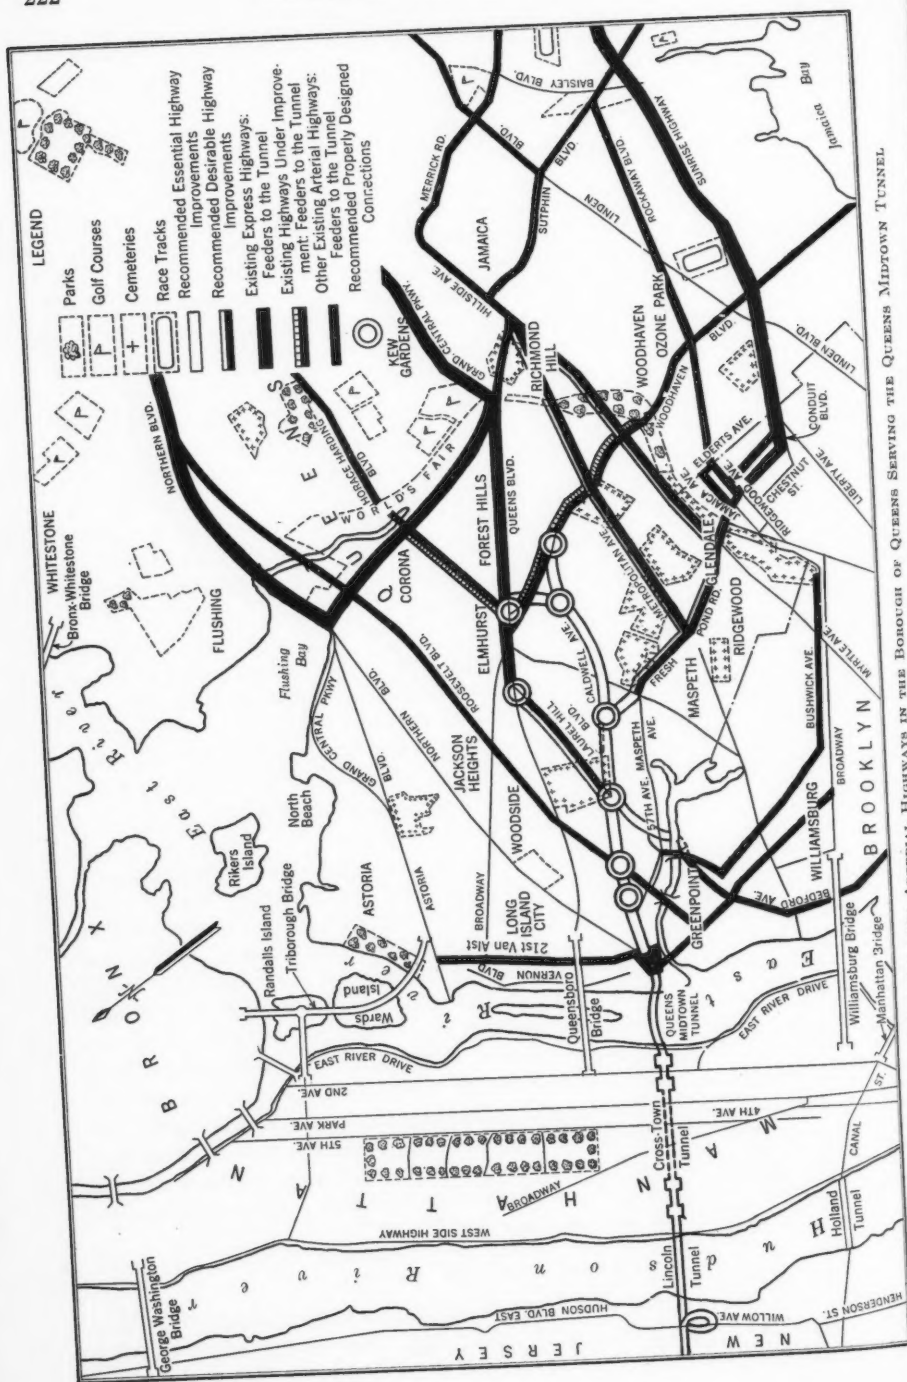 222
LEGEND
Parks
Golf Courses
Cemeteries
Race Tracks
Recommended Essential Highway
Improvements
Recommended Desirable Highway
Improvements
Existing Express Highways:
Feeders to the Tunnel
Existing Highways Under Improve-
ment: Feeders to the Tunnel
Other Existing Arterial Highways:
Feeders to the Tunnel
Recommended Properly Designed
Connections
WHITESTONE
Bronx-Whitestone
Bridge
NORTHERN BLVD.
FLUSHING
Flushing
Bay
HORACE HARDING
BLVD
WORLD'S FAIR
QUEENS
KEW
GARDENS
GRAND CENTRAL PKWY.
HILLSIDE AVE
MERRICK RD.
JAMAICA
BLVD.
SUTPHIN
BLVD.
BAISLEY BLVD.
LINDEN
ROCKAWAY BLVD.
SUNRISE HIGHWAY
Jamaica
Bay
RICHMOND
HILL
WOODHAVEN
OZONE PARK
WOODHAVEN
BLVD.
LINDEN BLVD.
CONDUIT
BLVD.
ELDERTS AVE.
JAMAICA AVE.
RIDGEWOOD AVE
CHESTNUT
ST.
LIBERTY AVE.
CORONA
FOREST HILLS
QUEENS BLVD.
METROPOLITAN AVE
GLENDALE
ELMHURST
CALDWELL
AVE.
FRESH
POND RD.
RIDGEWOOD
MASPETH
MYRTLE AVE.
BUSHWICK AVE.
BROADWAY
BROOKLYN
East River
Rikers
Island
North
Beach
GRAND CENTRAL PKWY
BLVD.
NORTHERN
BLVD.
ROOSEVELT BLVD.
JACKSON
HEIGHTS
LAUREL HILL
BLVD.
57TH AVE.
MASPETH
AVE.
WOODSIDE
ASTORIA
ASTORIA
BROADWAY
LONG
ISLAND
CITY
21st Van Alst
VERNON
BLVD
GREENPOINT
AVE.
WILLIAMSBURG
BEDFORD AVE.
BRONX
Randalls Island
Triborough Bridge
Wards
Island
River
Queensboro
Bridge
QUEENS
MIDTOWN
TUNNEL
East
EAST RIVER DRIVE
Williamsburg Bridge
Manhattan Bridge
EAST RIVER DRIVE
2ND AVE.
PARK AVE.
5TH AVE.
4TH AVE.
MANHATTAN
BROADWAY
Cross-Town
Tunnel
CANAL
ST.
WEST SIDE HIGHWAY
Hudson River
Lincoln
Tunnel
Holland
Tunnel
George Washington
Bridge
HUDSON BLVD. EAST
WILLOW AVE.
HENDERSON ST.
NEW JERSEY
ARTERIAL HIGHWAYS IN THE BOROUGH OF QUEENS SERVING THE QUEENS MIDTOWN TUNNEL